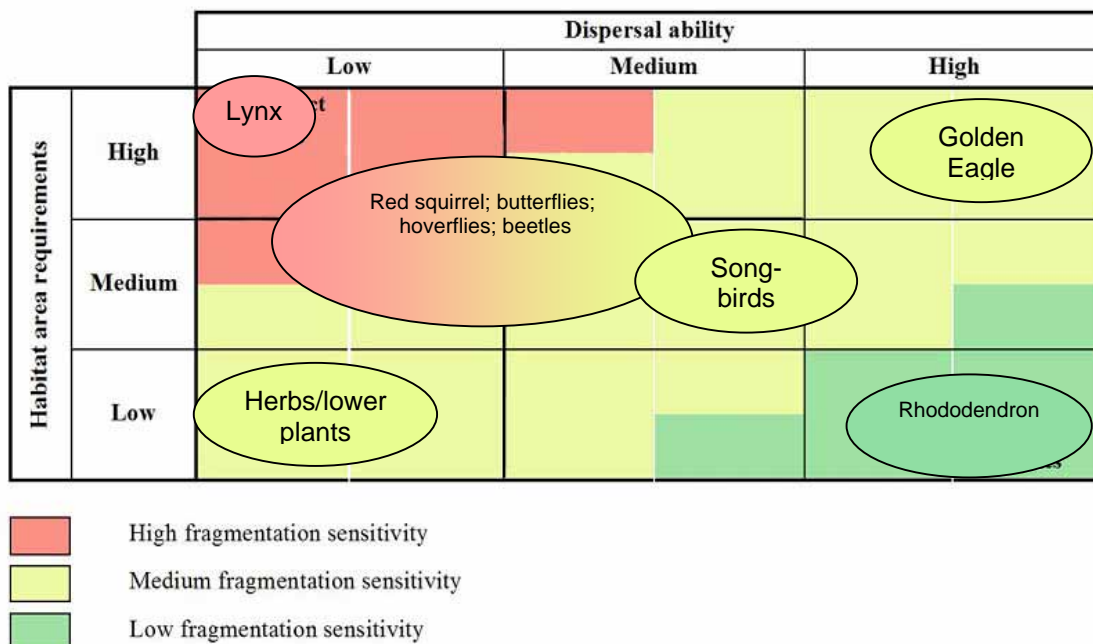 Dispersal ability
Low Medium High
Habitat area requirements
High
Medium
Low
Lynx
Golden
Eagle
Red squirrel; butterflies;
hoverflies; beetles
Song-
birds
Herbs/lower
plants
Rhododendron
High fragmentation sensitivity
Medium fragmentation sensitivity
Low fragmentation sensitivity